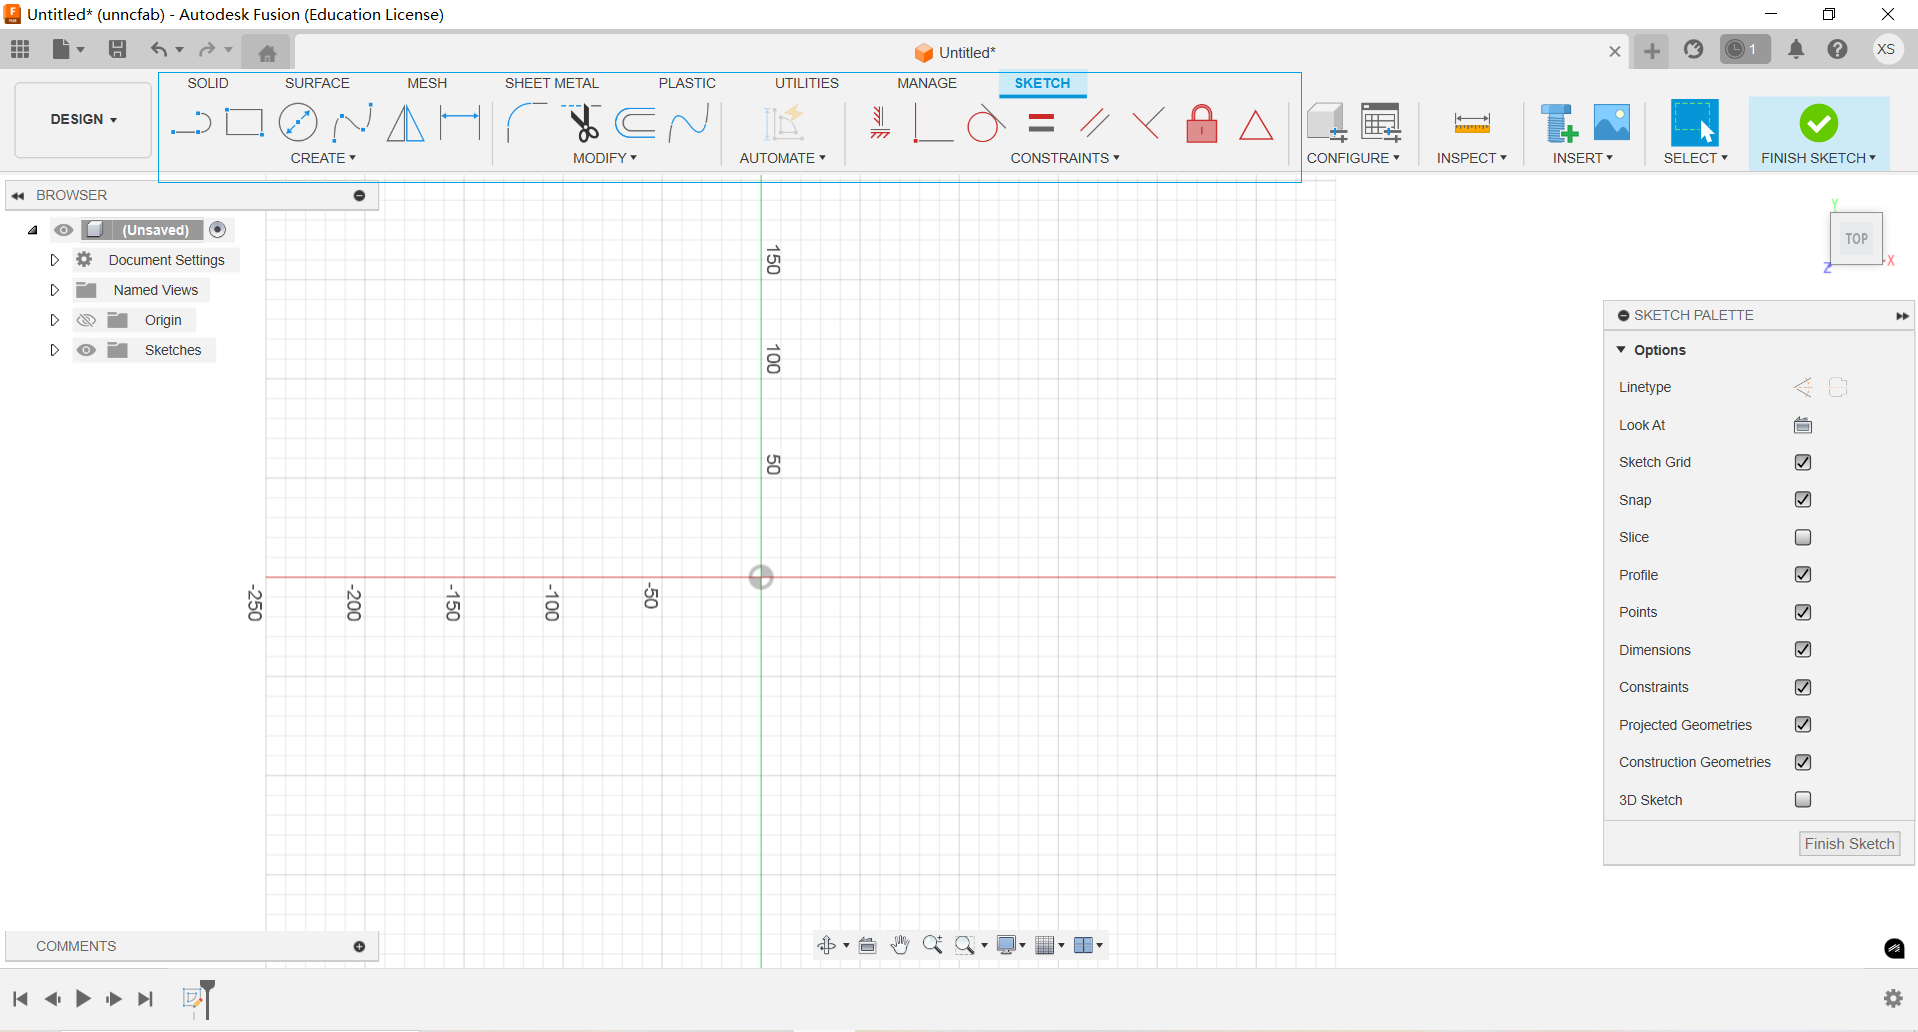 Untitled* (unncfab) - Autodesk Fusion (Education License)
Untitled*
1
XS
DESIGN
SOLID SURFACE MESH SHEET METAL PLASTIC UTILITIES MANAGE SKETCH
CREATE MODIFY AUTOMATE CONSTRAINTS CONFIGURE INSPECT INSERT SELECT FINISH SKETCH
BROWSER
(Unsaved)
Document Settings
Named Views
Origin
Sketches
150
100
50
-250
-200
-150
-100
-50
Y
TOP
Z
X
SKETCH PALETTE
Options
Linetype
Look At
Sketch Grid
Snap
Slice
Profile
Points
Dimensions
Constraints
Projected Geometries
Construction Geometries
3D Sketch
Finish Sketch
COMMENTS